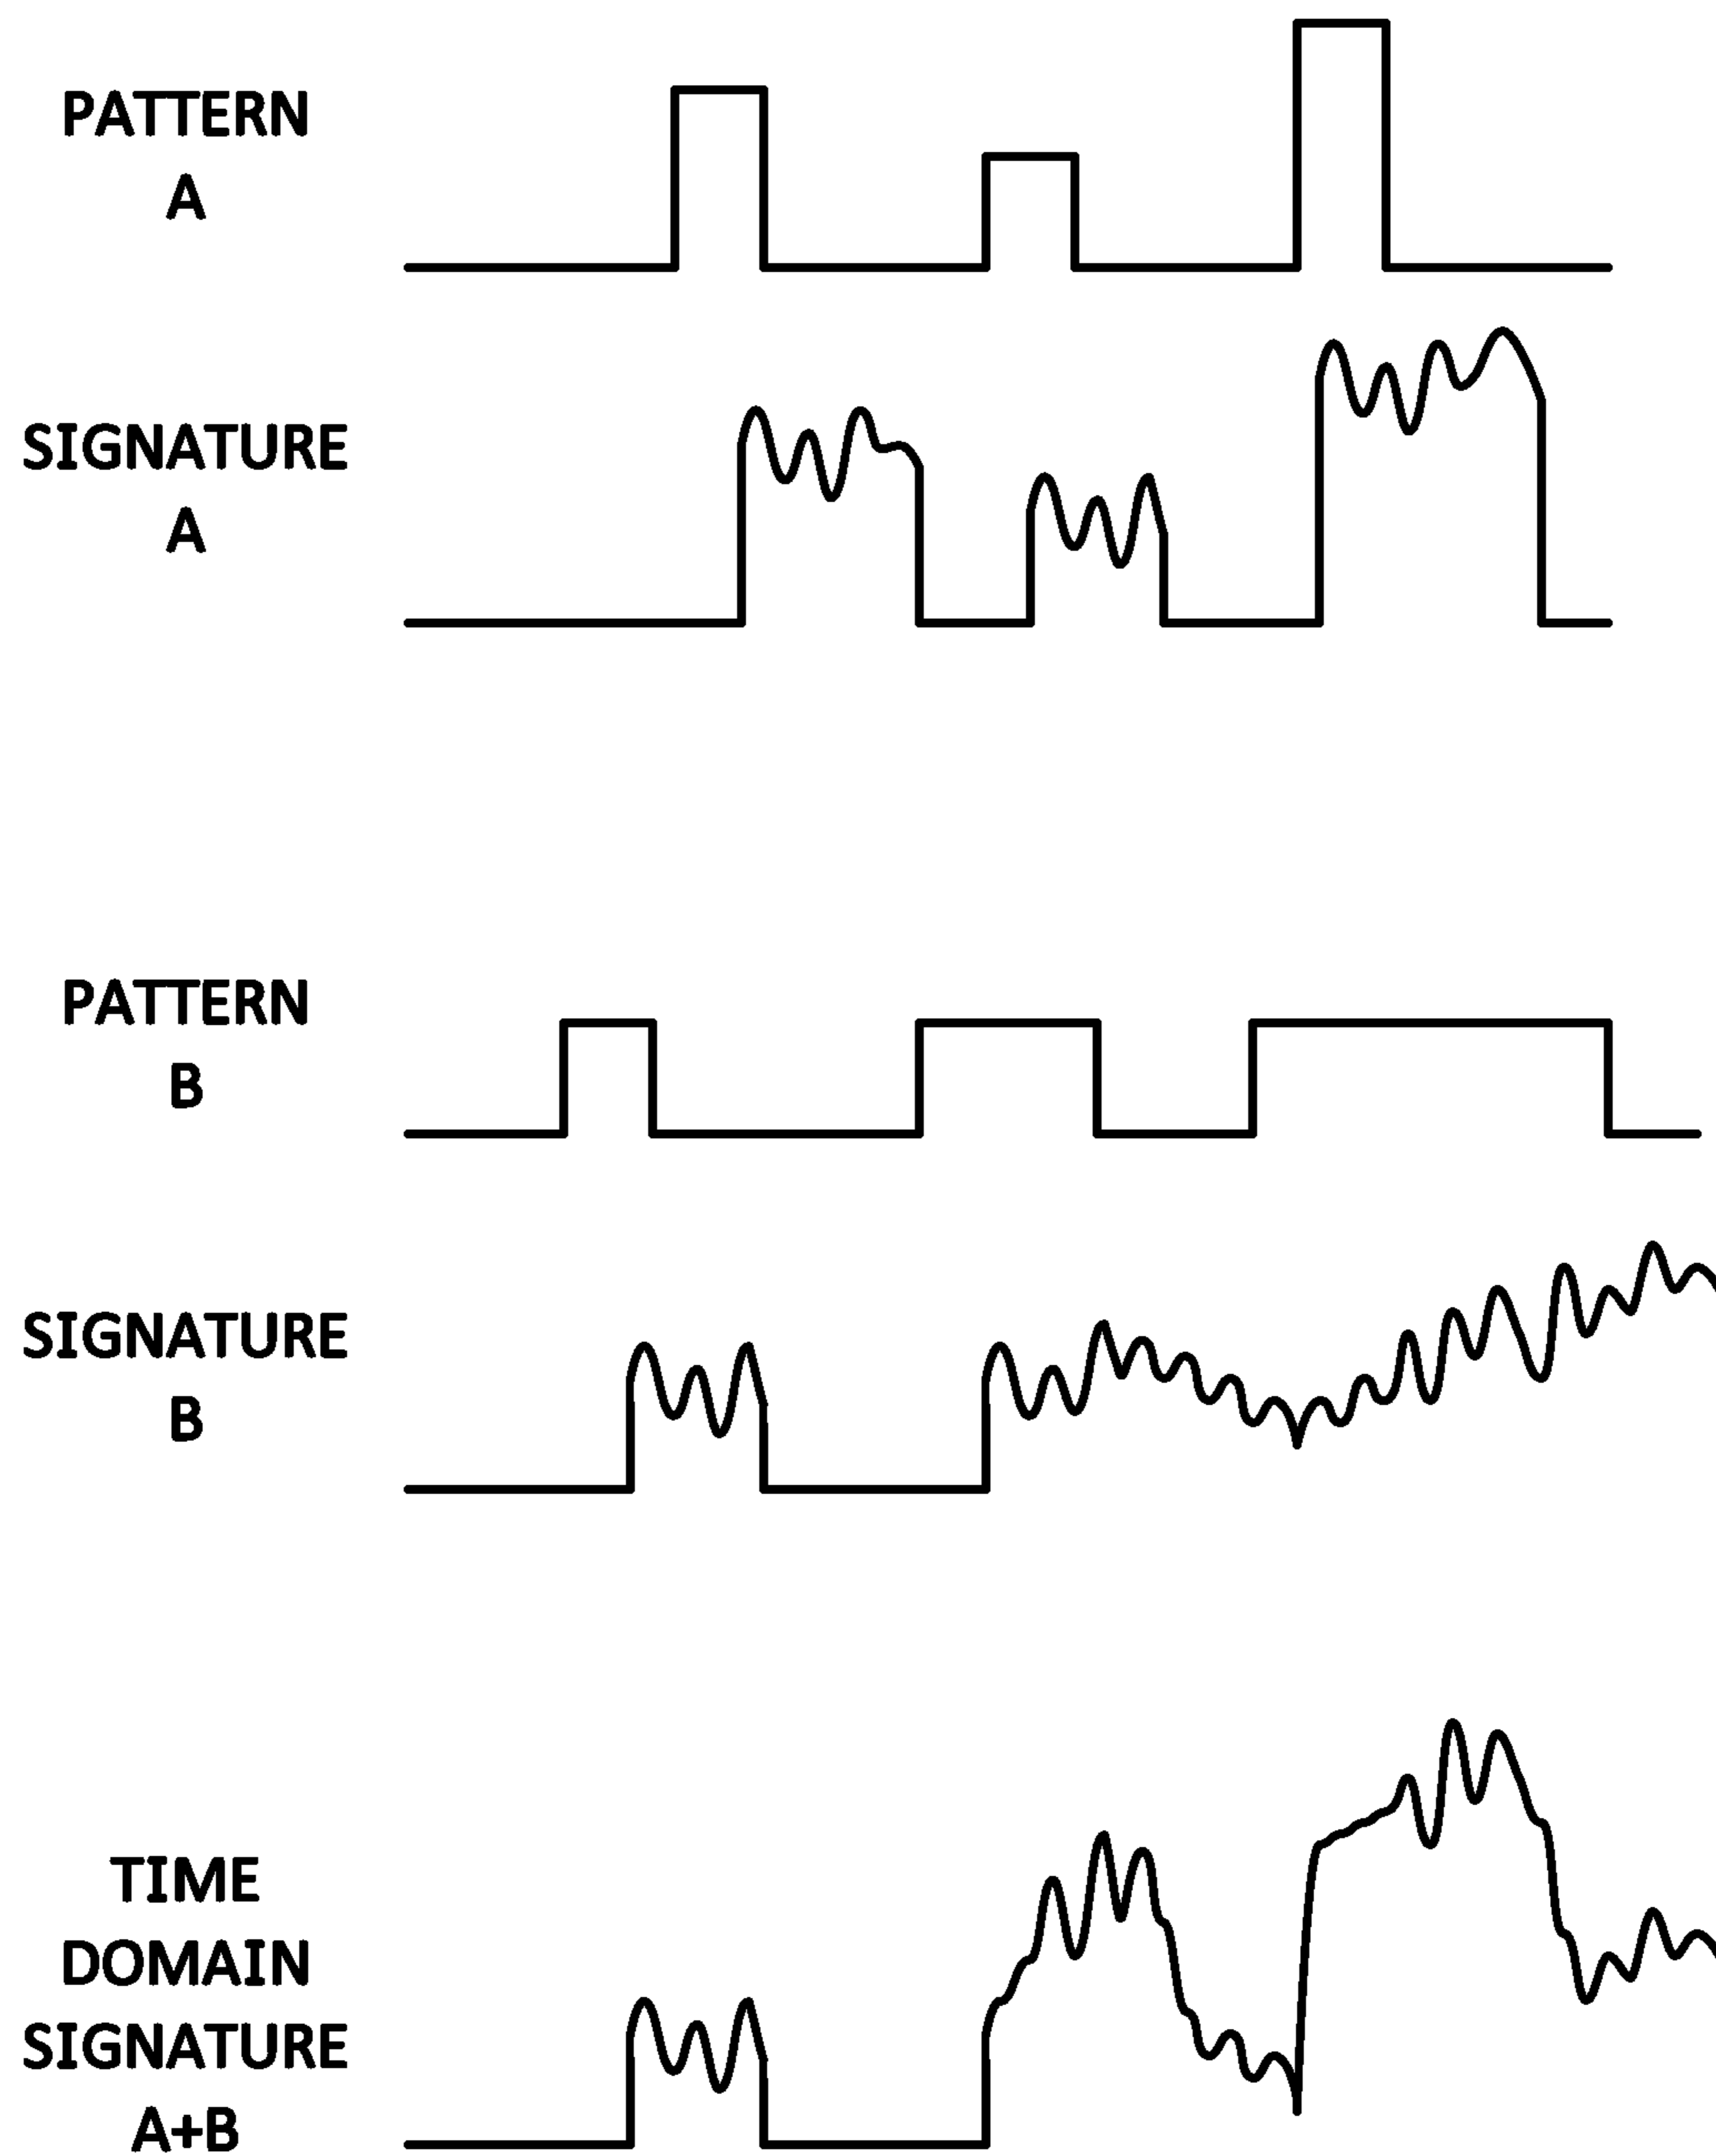 PATTERN
A
SIGNATURE
A
PATTERN
B
SIGNATURE
B
TIME
DOMAIN
SIGNATURE
A+B